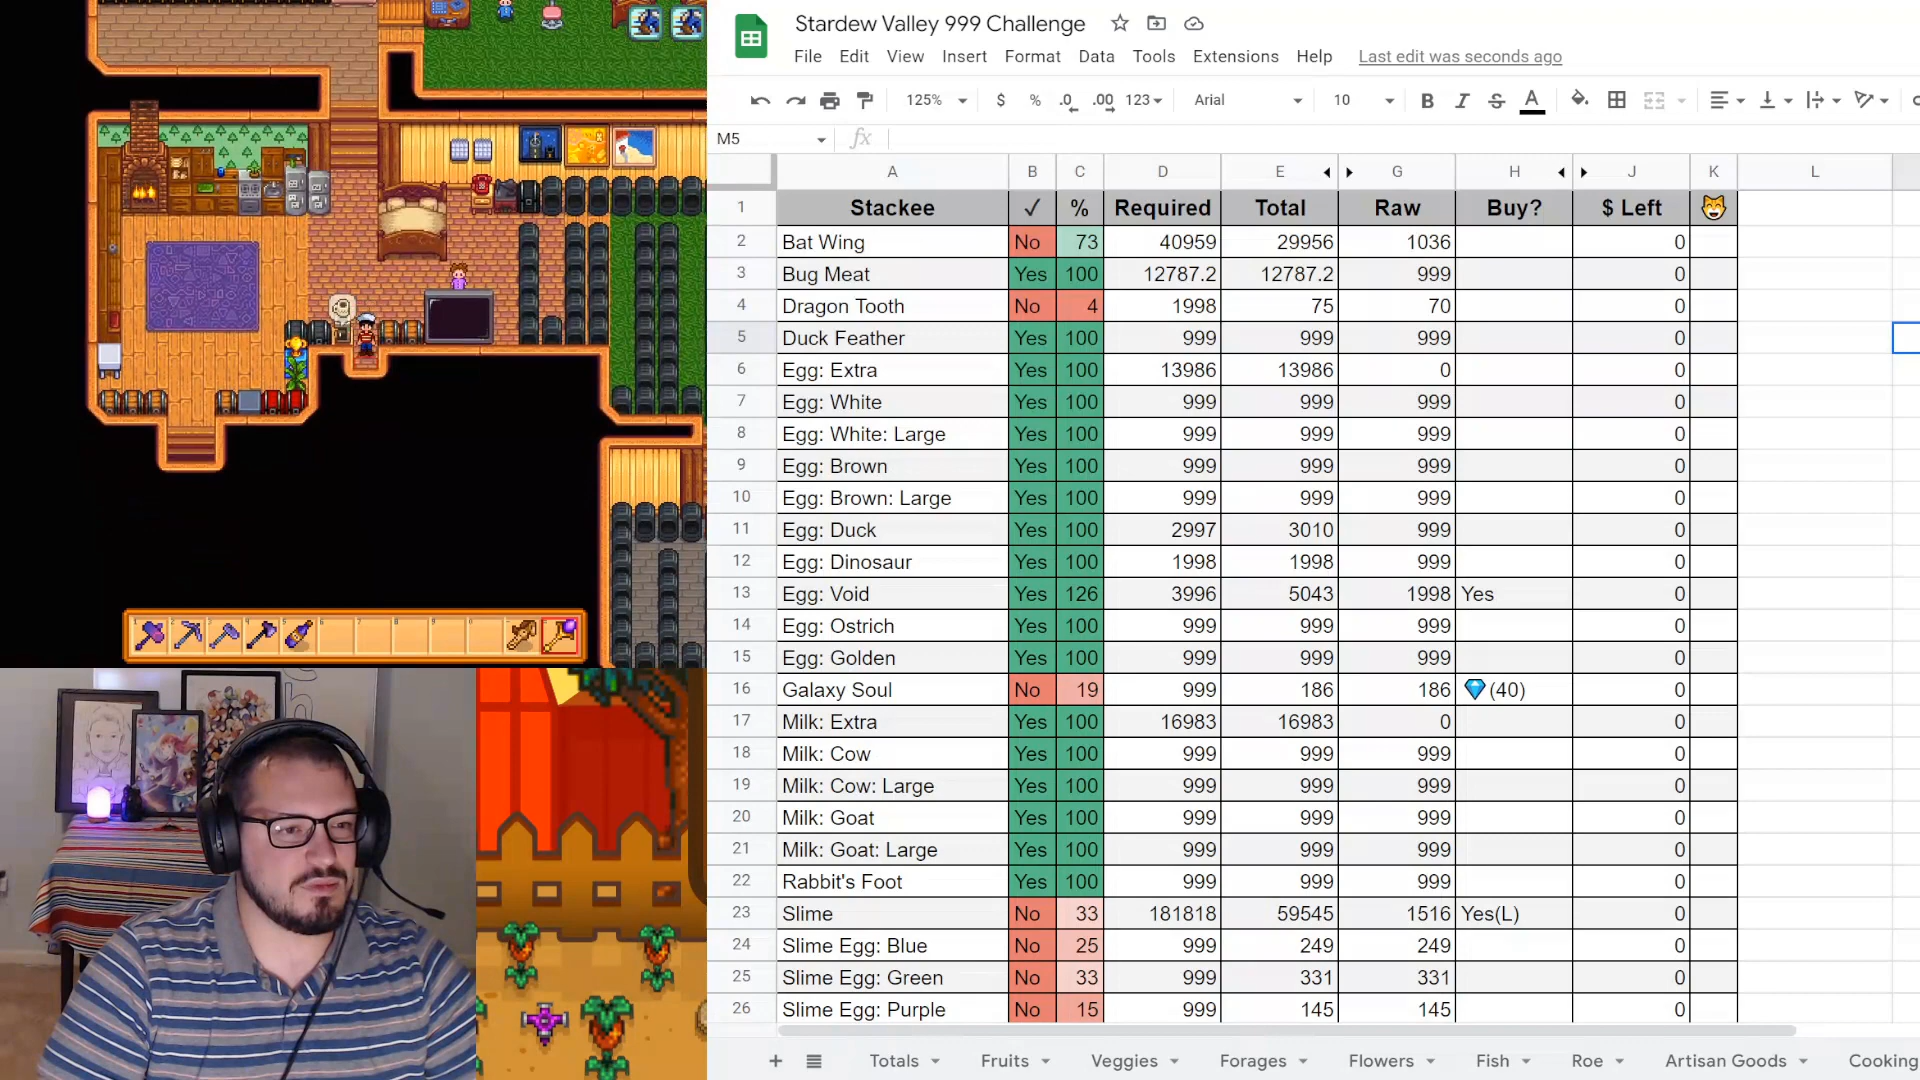 Stardew Valley 999 Challenge
File Edit View Insert Format Data Tools Extensions Help Last edit was seconds ago
125% $ % .0 .00 123 Arial 10 B I S A
M5 fx
A B C D E G H J K L
1 Stackee ✓ % Required Total Raw Buy? $ Left
2 Bat Wing No 73 40959 29956 1036 0
3 Bug Meat Yes 100 12787.2 12787.2 999 0
4 Dragon Tooth No 4 1998 75 70 0
5 Duck Feather Yes 100 999 999 999 0
6 Egg: Extra Yes 100 13986 13986 0 0
7 Egg: White Yes 100 999 999 999 0
8 Egg: White: Large Yes 100 999 999 999 0
9 Egg: Brown Yes 100 999 999 999 0
10 Egg: Brown: Large Yes 100 999 999 999 0
11 Egg: Duck Yes 100 2997 3010 999 0
12 Egg: Dinosaur Yes 100 1998 1998 999 0
13 Egg: Void Yes 126 3996 5043 1998 Yes 0
14 Egg: Ostrich Yes 100 999 999 999 0
15 Egg: Golden Yes 100 999 999 999 0
16 Galaxy Soul No 19 999 186 186 💎(40) 0
17 Milk: Extra Yes 100 16983 16983 0 0
18 Milk: Cow Yes 100 999 999 999 0
19 Milk: Cow: Large Yes 100 999 999 999 0
20 Milk: Goat Yes 100 999 999 999 0
21 Milk: Goat: Large Yes 100 999 999 999 0
22 Rabbit's Foot Yes 100 999 999 999 0
23 Slime No 33 181818 59545 1516 Yes(L) 0
24 Slime Egg: Blue No 25 999 249 249 0
25 Slime Egg: Green No 33 999 331 331 0
26 Slime Egg: Purple No 15 999 145 145 0
+ Totals Fruits Veggies Forages Flowers Fish Roe Artisan Goods Cooking